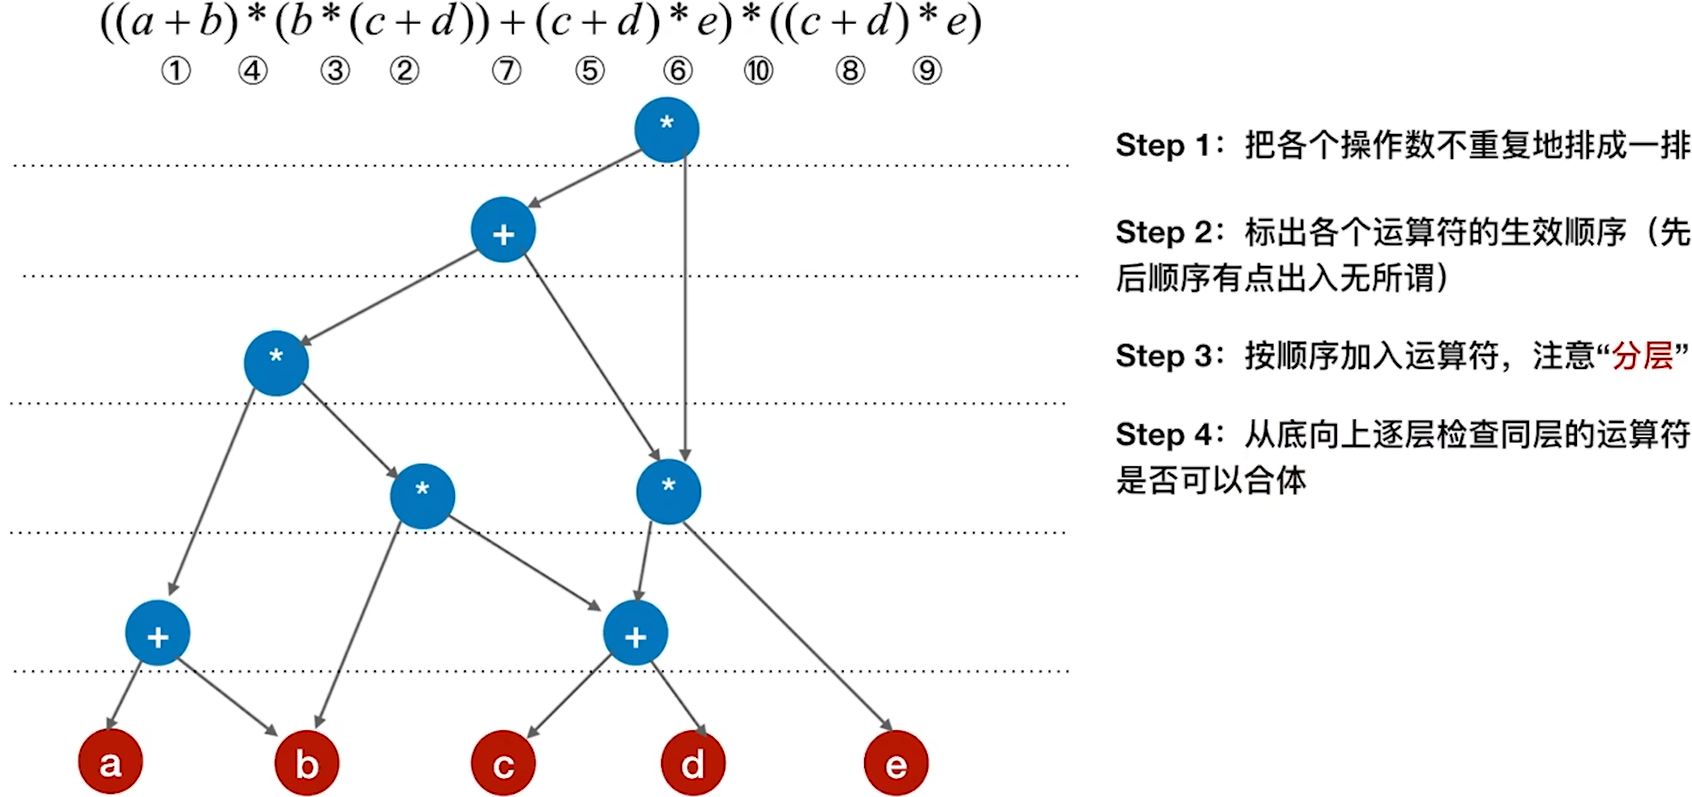 ((a+b)*(b*(c+d))+(c+d)*e)*((c+d)*e)
① ④ ③ ② ⑦ ⑤ ⑥ ⑩ ⑧ ⑨
*
+
*
* *
+ +
a b c d e
Step 1：把各个操作数不重复地排成一排
Step 2：标出各个运算符的生效顺序（先
后顺序有点出入无所谓）
Step 3：按顺序加入运算符，注意“分层”
Step 4：从底向上逐层检查同层的运算符
是否可以合体